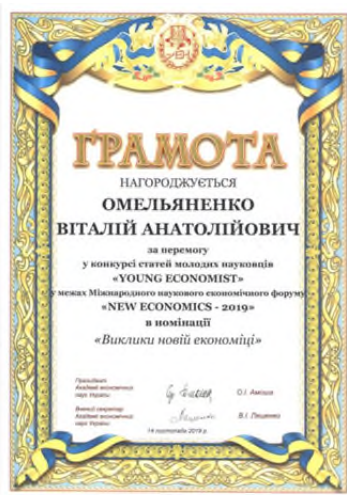 ГРАМОТА
НАГОРОДЖУЄТЬСЯ
ОМЕЛЬЯНЕНКО
ВІТАЛІЙ АНАТОЛІЙОВИЧ
за перемогу
у конкурсі статей молодих науковців
«YOUNG ECONOMIST»
у межах Міжнародного наукового економічного форуму
«NEW ECONOMICS - 2019»
в номінації
«Виклики новій економіці»
Президент
Академії економічних
наук України
О.І. Амоша
Вчений секретар
Академії економічних
наук України
В.І. Ляшенко
14 листопада 2019 р.